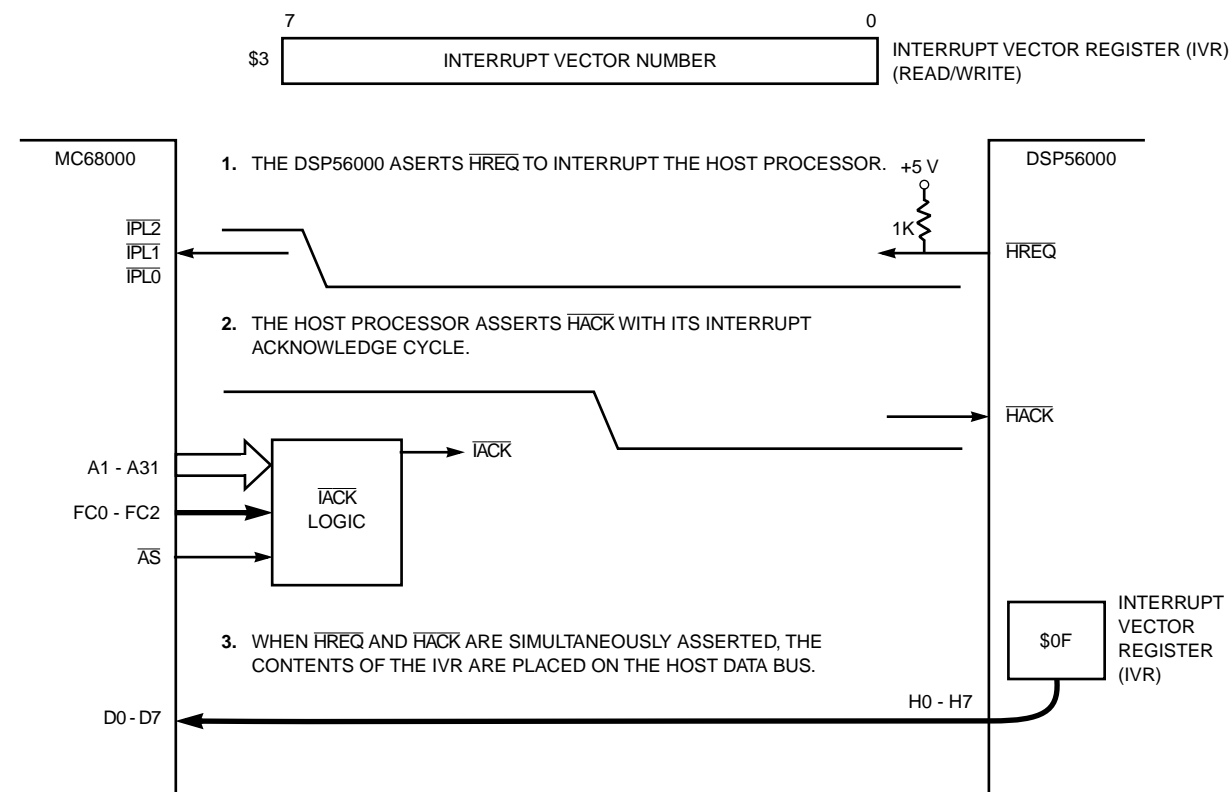 7 0
$3 INTERRUPT VECTOR NUMBER INTERRUPT VECTOR REGISTER (IVR)
(READ/WRITE)
MC68000
DSP56000
1. THE DSP56000 ASERTS HREQ TO INTERRUPT THE HOST PROCESSOR.
+5 V
1K
IPL2
IPL1
IPL0
HREQ
2. THE HOST PROCESSOR ASSERTS HACK WITH ITS INTERRUPT
ACKNOWLEDGE CYCLE.
HACK
A1 - A31
FC0 - FC2
AS
IACK
LOGIC
IACK
3. WHEN HREQ AND HACK ARE SIMULTANEOUSLY ASSERTED, THE
CONTENTS OF THE IVR ARE PLACED ON THE HOST DATA BUS.
$0F
INTERRUPT
VECTOR
REGISTER
(IVR)
D0 - D7
H0 - H7